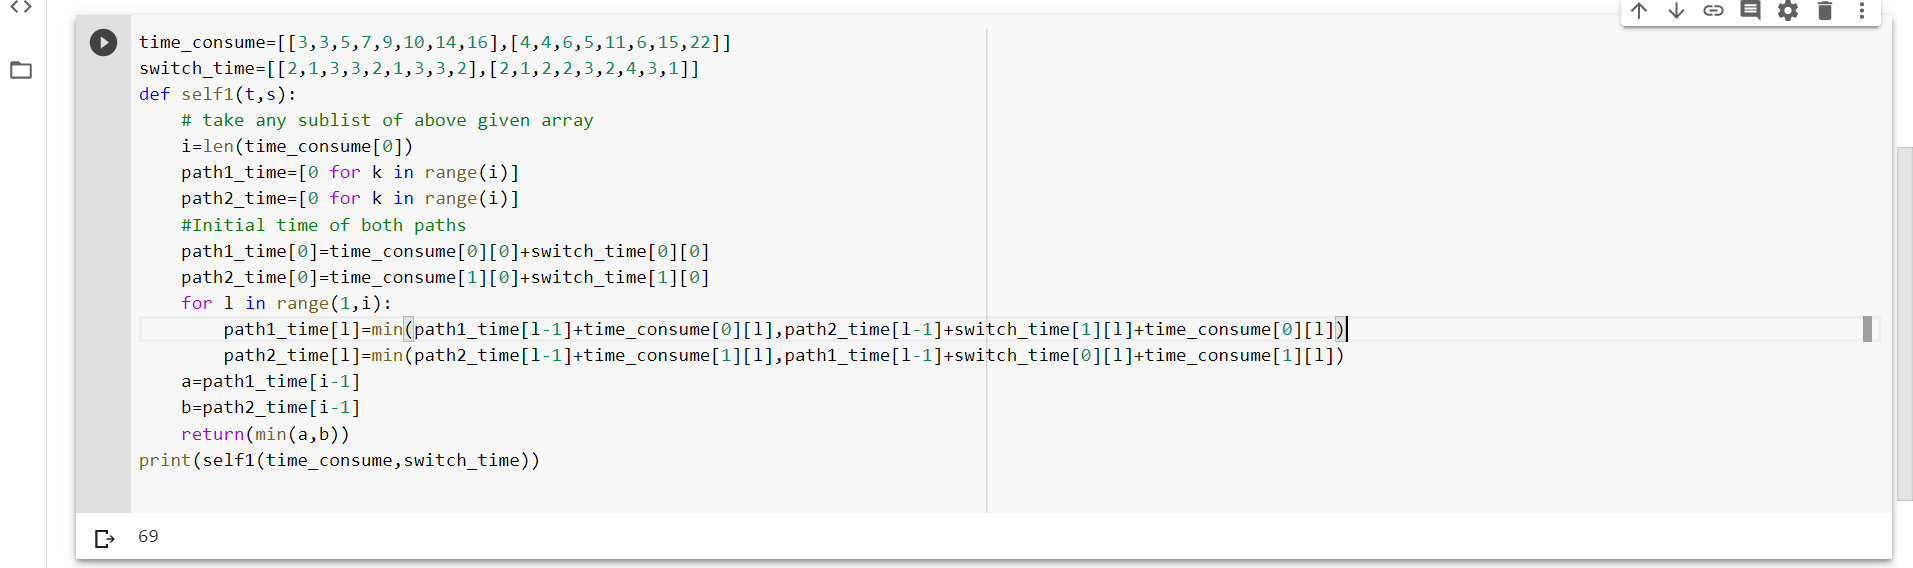 time_consume=[[3,3,5,7,9,10,14,16],[4,4,6,5,11,6,15,22]]
switch_time=[[2,1,3,3,2,1,3,3,2],[2,1,2,2,3,2,4,3,1]]
def self1(t,s):
    # take any sublist of above given array
    i=len(time_consume[0])
    path1_time=[0 for k in range(i)]
    path2_time=[0 for k in range(i)]
    #Initial time of both paths
    path1_time[0]=time_consume[0][0]+switch_time[0][0]
    path2_time[0]=time_consume[1][0]+switch_time[1][0]
    for l in range(1,i):
        path1_time[l]=min(path1_time[l-1]+time_consume[0][l],path2_time[l-1]+switch_time[1][l]+time_consume[0][l])
        path2_time[l]=min(path2_time[l-1]+time_consume[1][l],path1_time[l-1]+switch_time[0][l]+time_consume[1][l])
    a=path1_time[i-1]
    b=path2_time[i-1]
    return(min(a,b))
print(self1(time_consume,switch_time))
69